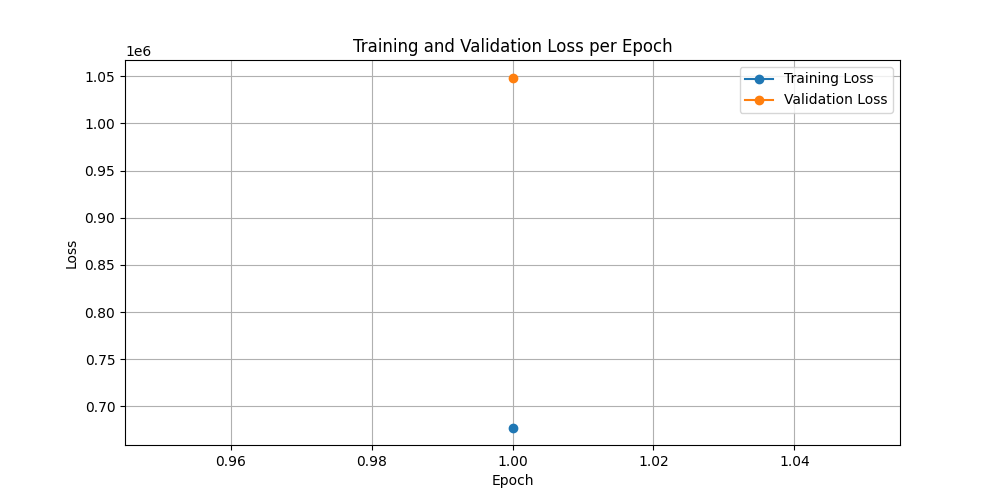 Training and Validation Loss per Epoch
1e6
Training Loss
Validation Loss
1.05
1.00
0.95
0.90
0.85
0.80
0.75
0.70
Loss
0.96
0.98
1.00
1.02
1.04
Epoch